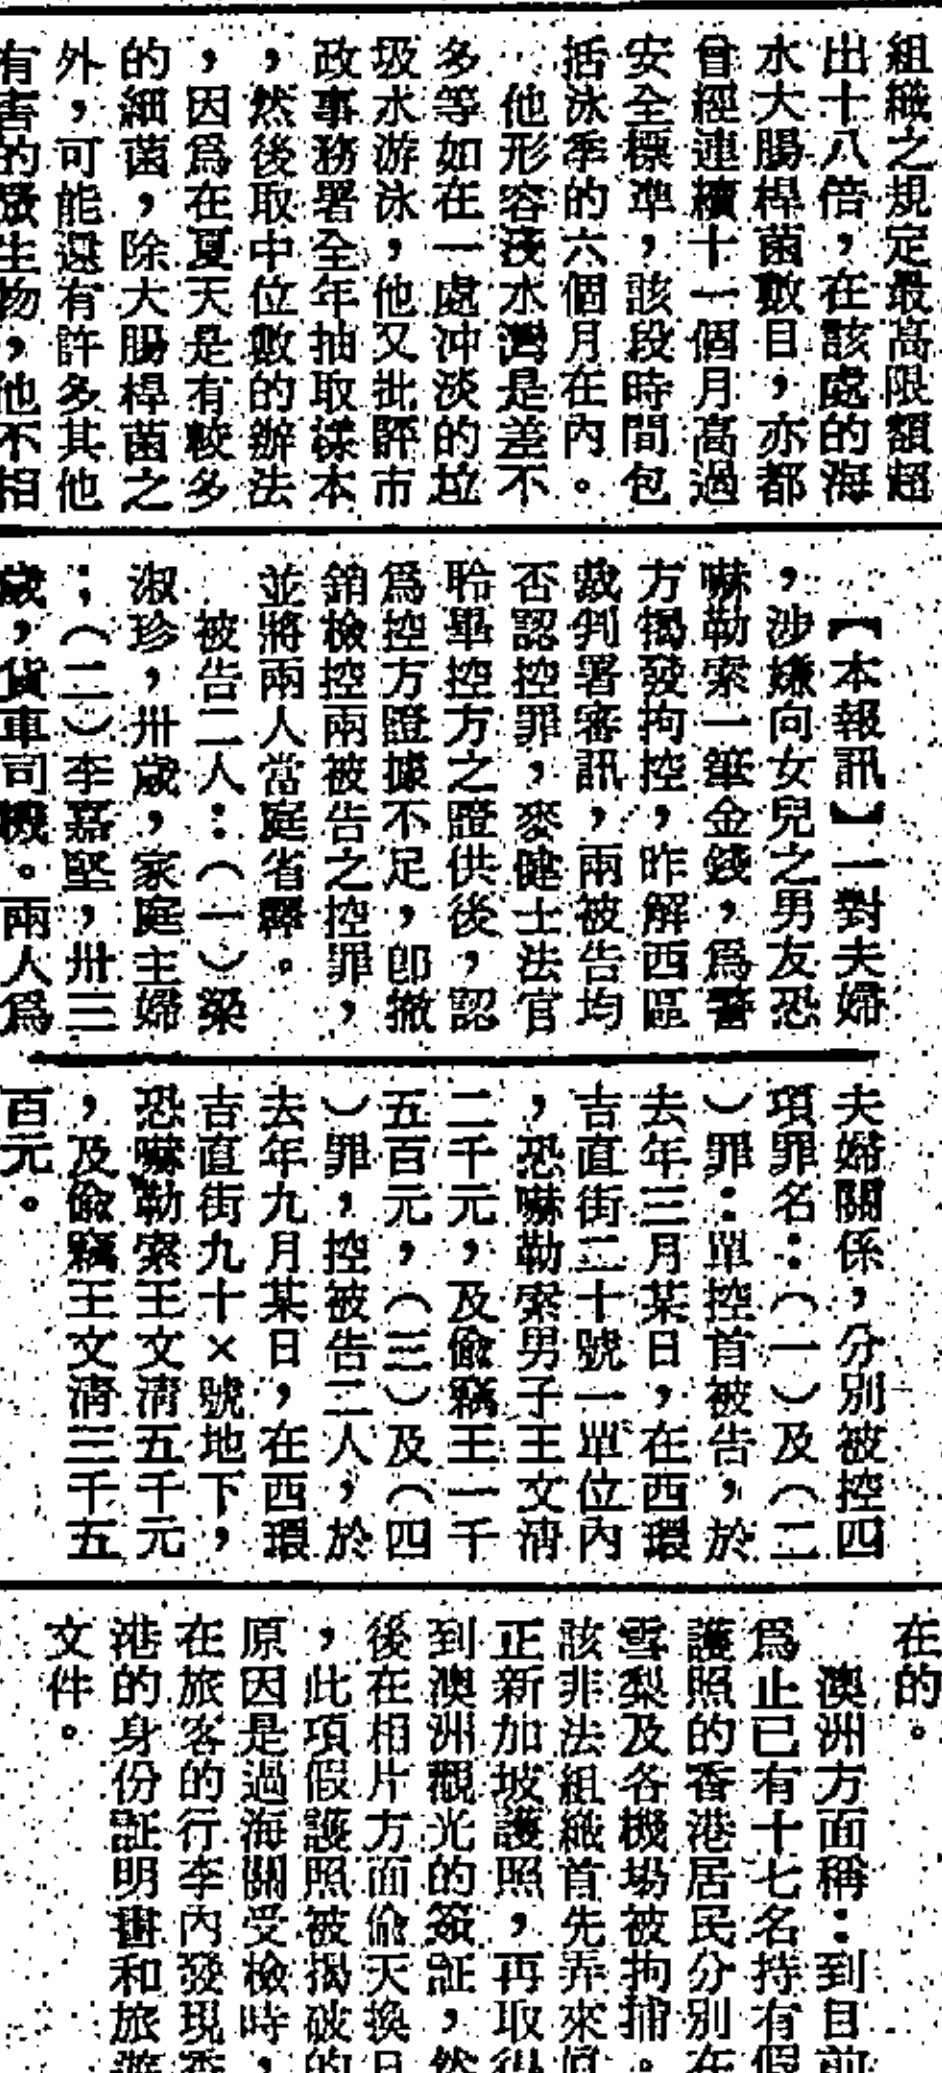 組織之規定最高限額超
出十八倍，在該處的海
水大腸桿菌數目，亦都
曾經連續十一個月高過
安全標準，該段時間包
括泳季的六個月在內。
他形容淺水灣是差不
多等如在一處冲淡的垃
圾水游泳，他又批評市
政事務署全年抽取樣本
，然後取中位數的辦法
，因爲在夏天是有較多
的細菌，除大腸桿菌之
外，可能還有許多其他
有害的微生物，他不相
【本報訊】一對夫婦
，涉嫌向女兒之男友恐
嚇勒索一筆金錢，爲警
方揭發拘控，昨解西區
裁判署審訊，兩被告均
否認控罪，麥健士法官
聆畢控方之證供後，認
爲控方證據不足，即撤
銷檢控兩被告之控罪，
並將兩人當庭省釋。
被告二人：（一）梁
淑珍，卅歲，家庭主婦
；（二）李嘉堅，卅三
歲，貨車司機。兩人爲
夫婦關係，分別被控四
項罪名：（一）及（二
）罪：單控首被告，於
去年三月某日，在西環
吉直街二十號一單位內
，恐嚇勒索男子王文清
二千元，及偷竊王一千
五百元，（三）及（四
）罪，控被告二人，於
去年九月某日，在西環
吉直街九十×號地下，
恐嚇勒索王文清五千元
，及偷竊王文清三千五
百元。
在的。
澳洲方面稱：到目前
爲止已有十七名持有假
護照的香港居民分別在
雪梨及各機場被拘捕。
該非法組織首先弄來真
正新加坡護照，再取得
到澳洲觀光的簽証，然
後在相片方面偷天換日
，此項假護照被揭破的
原因是過海關受檢時，
在旅客的行李內發現香
港的身份証明書和旅游
文件。